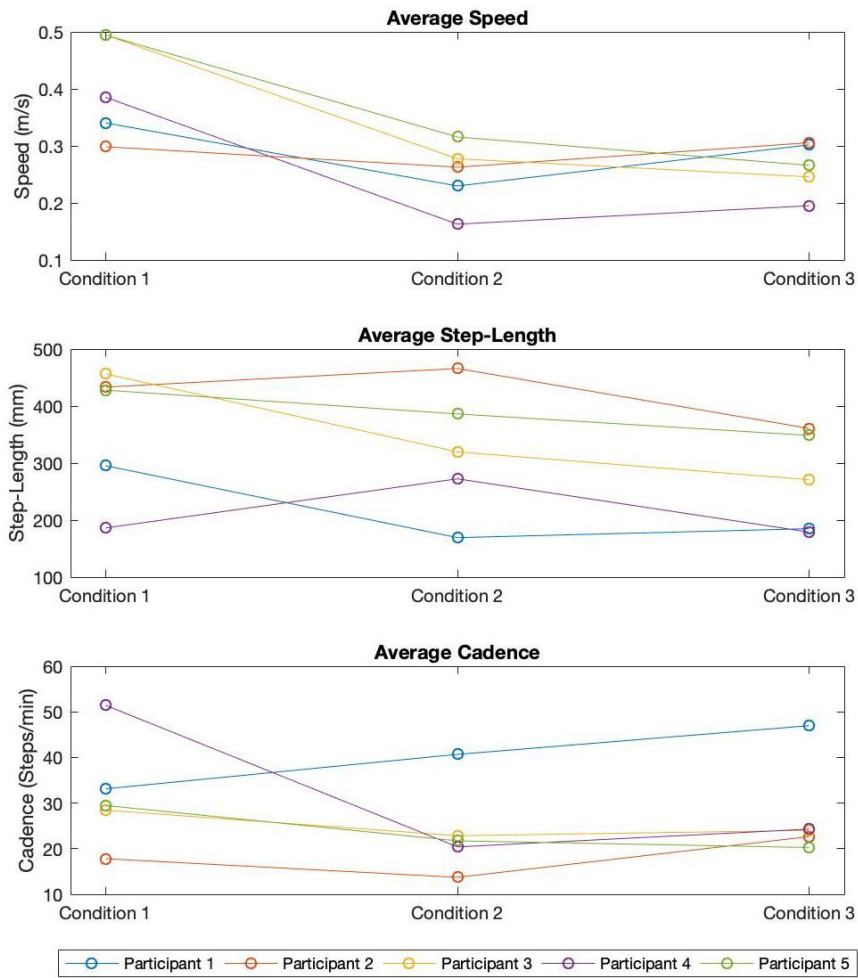 Average Speed
Speed (m/s)
0.5
0.4
0.3
0.2
0.1
Condition 1 Condition 2 Condition 3
Average Step-Length
Step-Length (mm)
500
400
300
200
100
Condition 1 Condition 2 Condition 3
Average Cadence
Cadence (Steps/min)
60
50
40
30
20
10
Condition 1 Condition 2 Condition 3
Participant 1 Participant 2 Participant 3 Participant 4 Participant 5